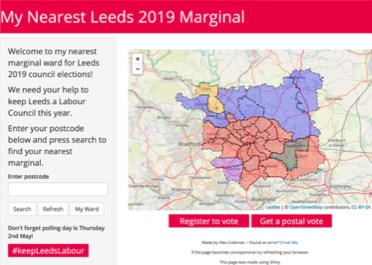 My Nearest Leeds 2019 Marginal
Welcome to my nearest
marginal ward for Leeds
2019 council elections!
We need your help to
keep Leeds a Labour
Council this year.
Enter your postcode
below and press search to
find your nearest
marginal.
Enter postcode
Search Refresh My Ward
Don't forget polling day is Thursday
2nd May!
#keepLeedsLabour
+
−
Leaflet | © OpenStreetMap contributors, CC-BY-SA
Register to vote Get a postal vote
Made by Alex Coleman - Found an error? Email Me
If the page becomes unresponsive try refreshing your browser.
This page was made using Shiny.